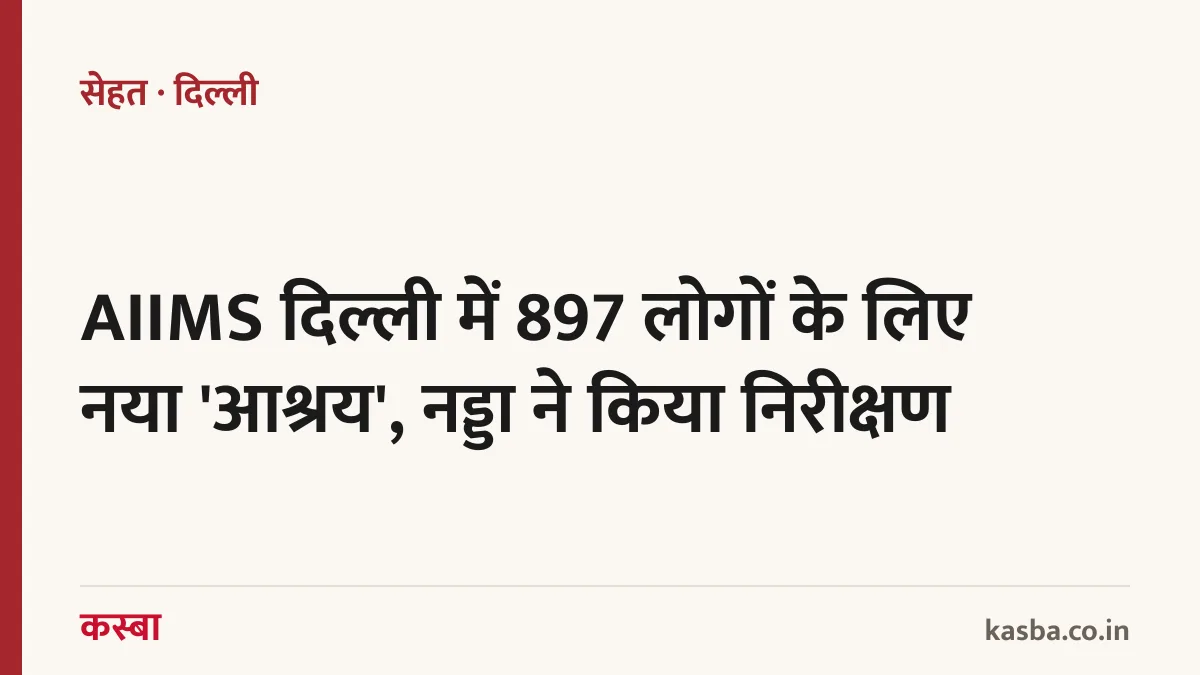 सेहत · दिल्ली
AIIMS दिल्ली में 897 लोगों के लिए
नया 'आश्रय', नड्डा ने किया निरीक्षण
कस्बा
kasba.co.in